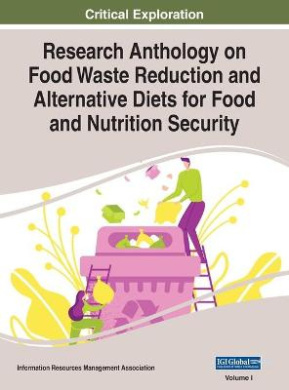 Critical Exploration
Research Anthology on
Food Waste Reduction and
Alternative Diets for Food
and Nutrition Security
Information Resources Management Association
IGI Global
Volume I